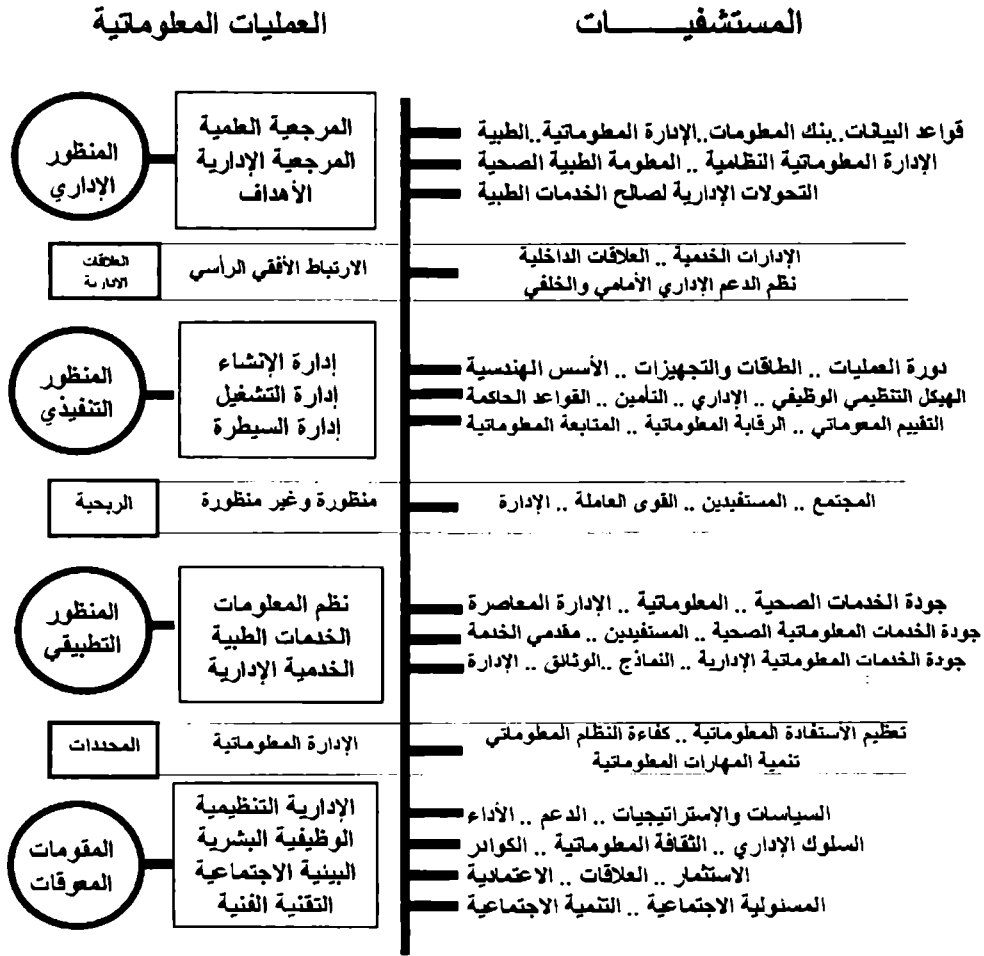 المستشفيـــــات
العمليات المعلوماتية
المنظور
الإداري
المرجعية العلمية
المرجعية الإدارية
الأهداف
قواعد البيانات..بنك المعلومات..الإدارة المعلوماتية..الطبية
الإدارة المعلوماتية النظامية .. المعلومة الطبية الصحية
التحولات الإدارية لصالح الخدمات الطبية
العلاقات
الادارية
الارتباط الأفقي الرأسي
الإدارات الخدمية .. العلاقات الداخلية
نظم الدعم الإداري الأمامي والخلفي
المنظور
التنفيذي
إدارة الإنشاء
إدارة التشغيل
إدارة السيطرة
دورة العمليات .. الطاقات والتجهيزات .. الأسس الهندسية
الهيكل التنظيمي الوظيفي .. الإداري .. التأمين .. القواعد الحاكمة
التقييم المعوماتي .. الرقابة المعلوماتية .. المتابعة المعلوماتية
الربحية
منظورة وغير منظورة
المجتمع .. المستفيدين .. القوى العاملة .. الإدارة
المنظور
التطبيقي
نظم المعلومات
الخدمات الطبية
الخدمية الإدارية
جودة الخدمات الصحية .. المعلوماتية .. الإدارة المعاصرة
جودة الخدمات المعلوماتية الصحية .. المستفيدين .. مقدمي الخدمة
جودة الخدمات المعلوماتية الإدارية .. النماذج ..الوثائق .. الإدارة
المحددات
الإدارة المعلوماتية
تعظيم الأستفادة المعلوماتية .. كفاءة النظام المعلوماتي
تنمية المهارات المعلوماتية
المقومات
المعوقات
الإدارية التنظيمية
الوظيفية البشرية
البيئية الاجتماعية
التقنية الفنية
السياسات والإستراتيجيات .. الدعم .. الأداء
السلوك الإداري .. الثقافة المعلوماتية .. الكوادر
الاستثمار .. العلاقات .. الاعتمادية
المسئولية الاجتماعية .. التنمية الاجتماعية